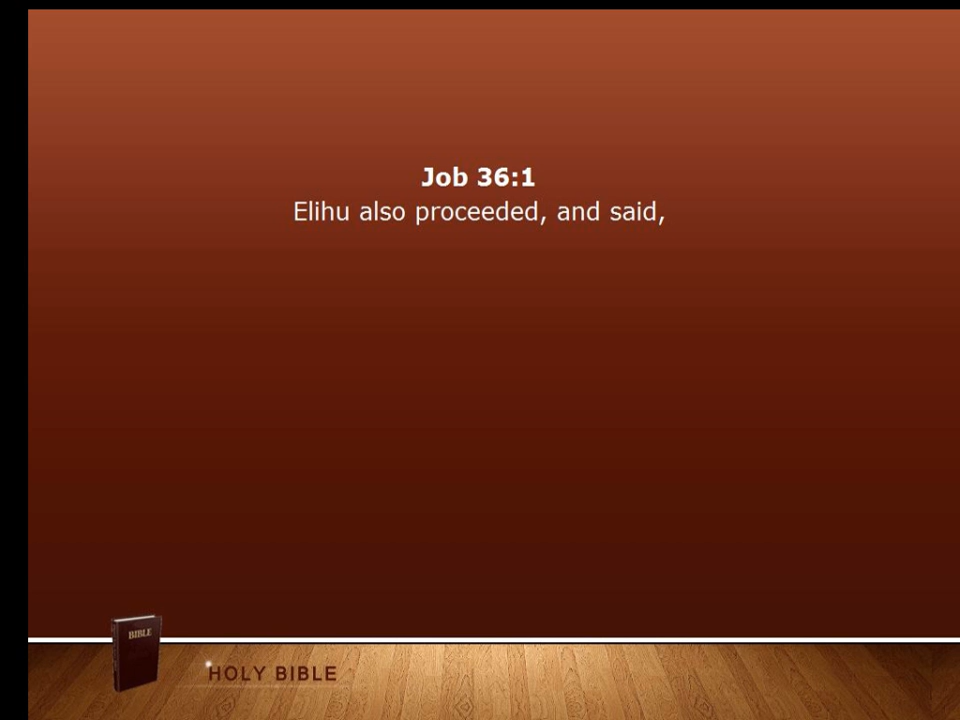 Job 36:1
Elihu also proceeded, and said,
BIBLE
HOLY BIBLE